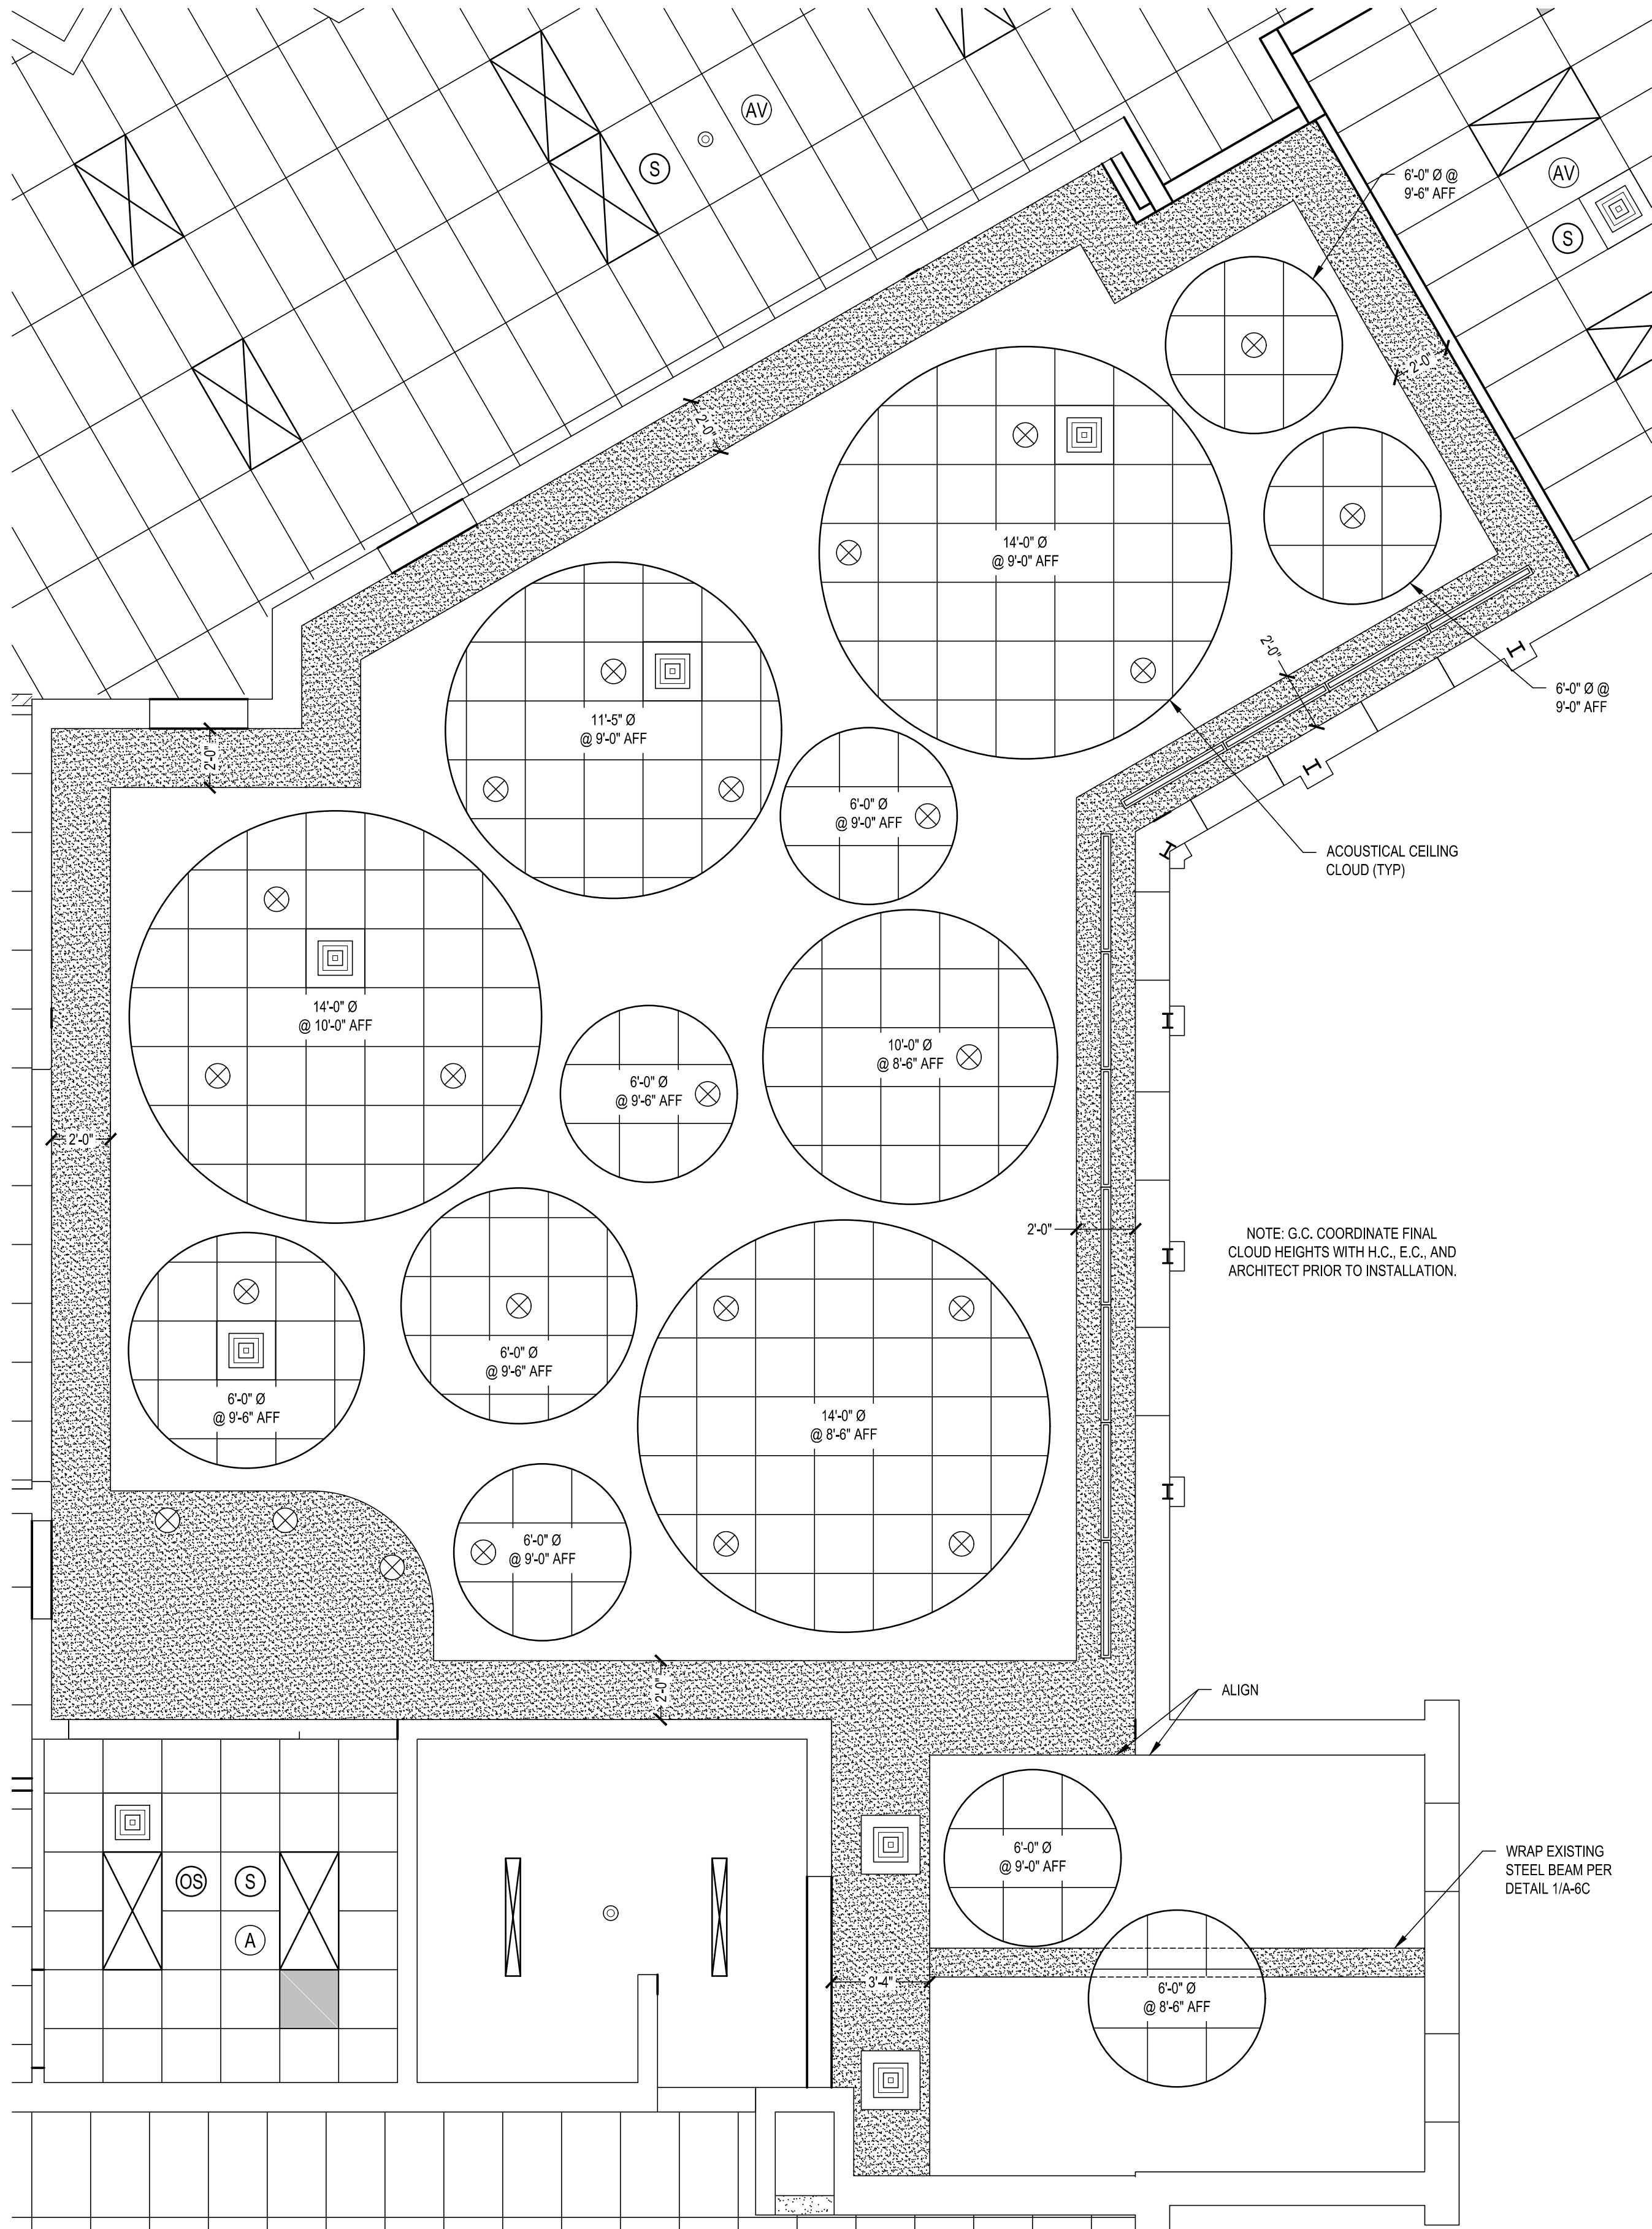 AV
S
6'-0" Ø @
9'-6" AFF
AV
S
2'-0"
2'-0"
14'-0" Ø
@ 9'-0" AFF
2'-0"
6'-0" Ø @
9'-0" AFF
11'-5" Ø
@ 9'-0" AFF
2'-0"
6'-0" Ø
@ 9'-0" AFF
ACOUSTICAL CEILING
CLOUD (TYP)
14'-0" Ø
@ 10'-0" AFF
10'-0" Ø
@ 8'-6" AFF
6'-0" Ø
@ 9'-6" AFF
2'-0"
2'-0"
NOTE: G.C. COORDINATE FINAL
CLOUD HEIGHTS WITH H.C., E.C., AND
ARCHITECT PRIOR TO INSTALLATION.
6'-0" Ø
@ 9'-6" AFF
6'-0" Ø
@ 9'-6" AFF
14'-0" Ø
@ 8'-6" AFF
6'-0" Ø
@ 9'-0" AFF
2'-0"
ALIGN
6'-0" Ø
@ 9'-0" AFF
WRAP EXISTING
STEEL BEAM PER
DETAIL 1/A-6C
OS
S
A
3'-4"
6'-0" Ø
@ 8'-6" AFF